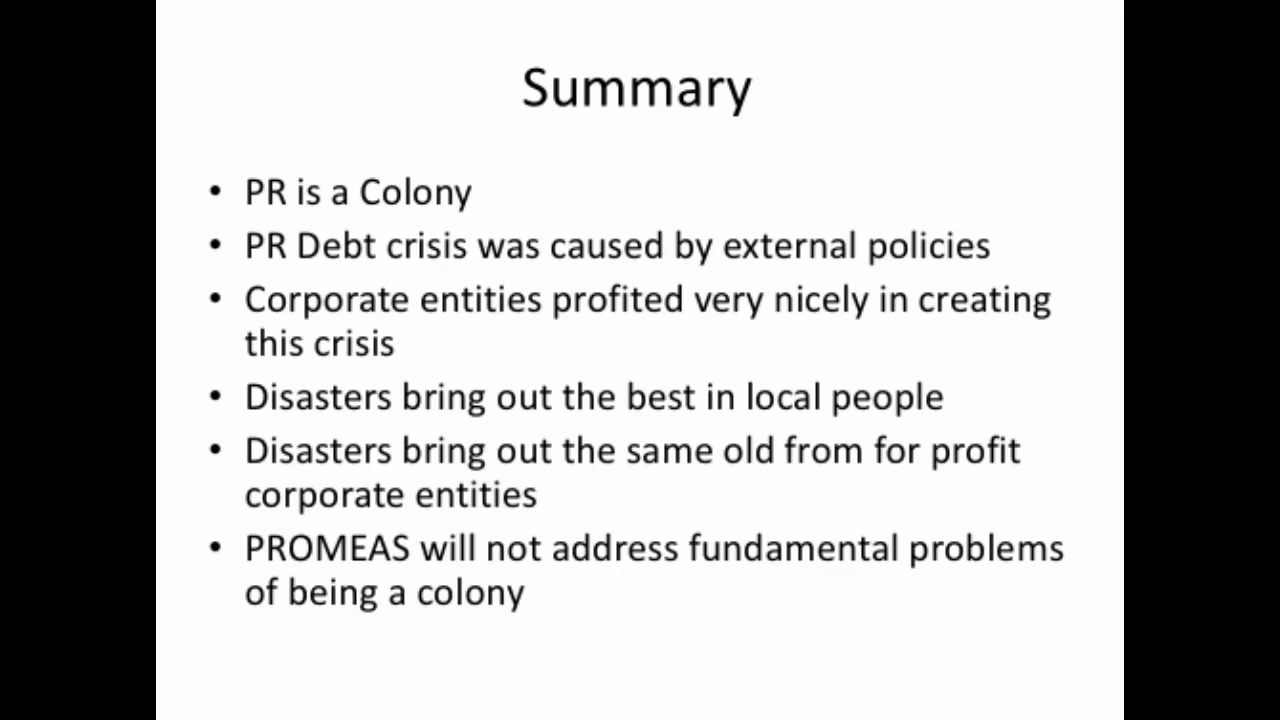 Summary
• PR is a Colony
• PR Debt crisis was caused by external policies
• Corporate entities profited very nicely in creating
this crisis
• Disasters bring out the best in local people
• Disasters bring out the same old from for profit
corporate entities
• PROMEAS will not address fundamental problems
of being a colony